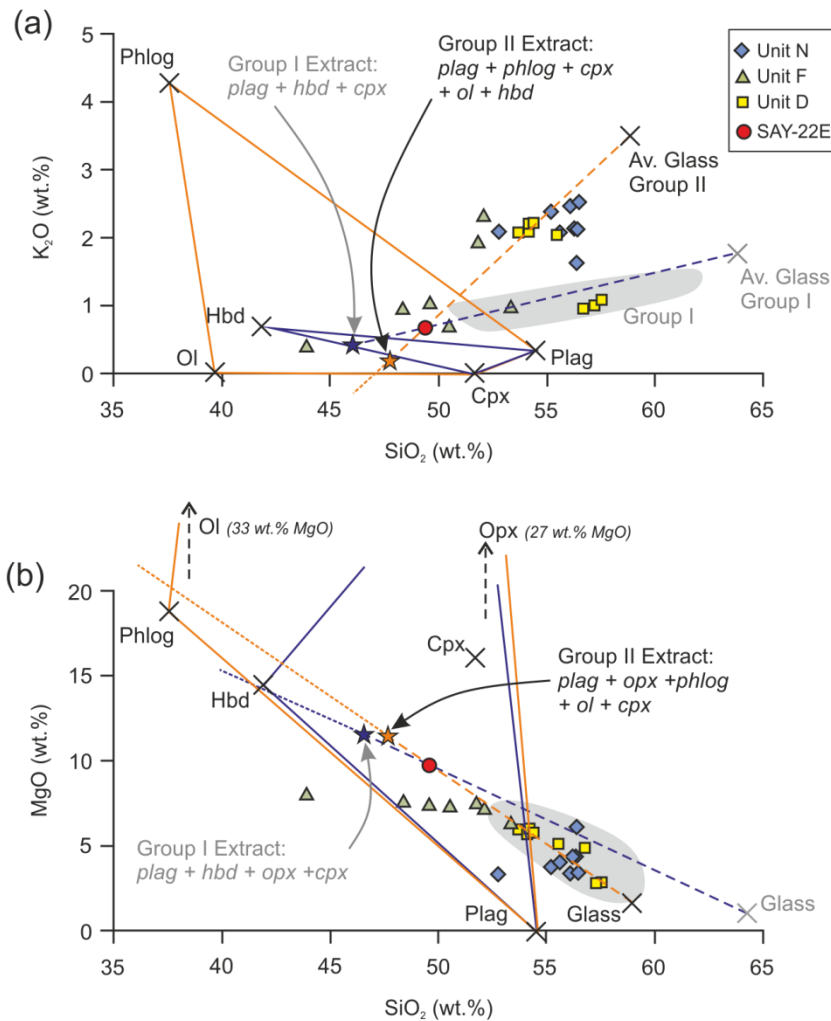 (a)
5
4
3
2
1
0
K₂O (wt.%)
Phlog
Group I Extract:
plag + hbd + cpx
Group II Extract:
plag + phlog + cpx
+ ol + hbd
Unit N
Unit F
Unit D
SAY-22E
Av. Glass
Group II
Av. Glass
Group I
Group I
Hbd
Ol
Plag
Cpx
35 40 45 50 55 60 65
SiO₂ (wt.%)
(b)
Ol (33 wt.% MgO)
Opx (27 wt.% MgO)
20
15
10
5
0
MgO (wt.%)
Phlog
Cpx
Hbd
Group II Extract:
plag + opx +phlog
+ ol + cpx
Group I Extract:
plag + hbd + opx +cpx
Plag
Glass
Glass
35 40 45 50 55 60 65
SiO₂ (wt.%)